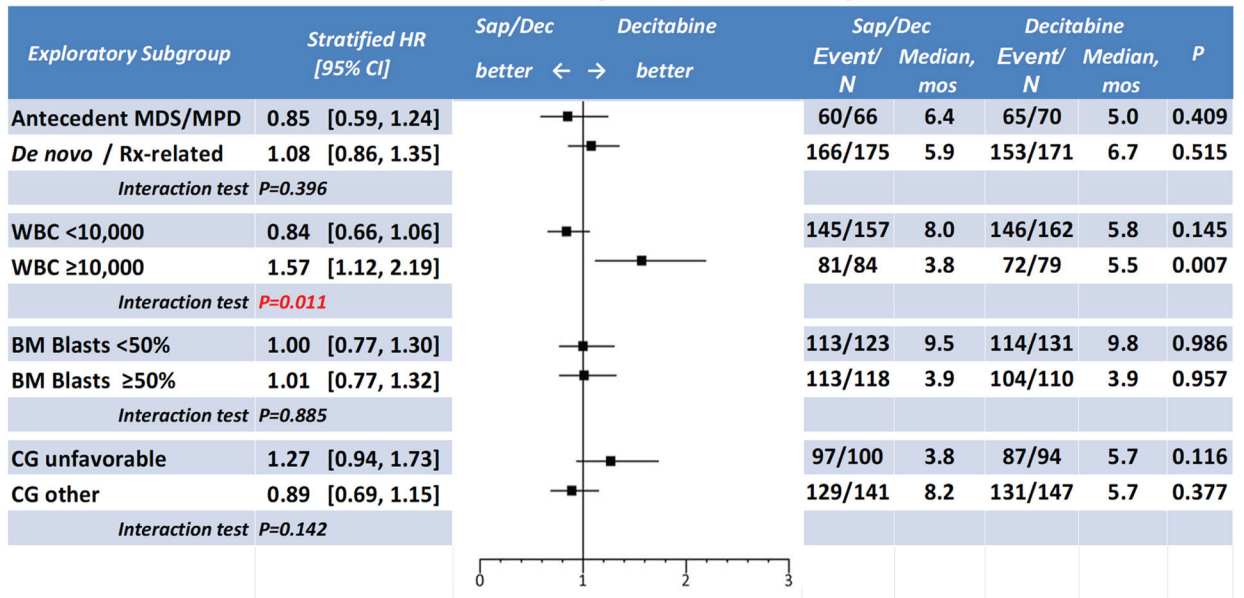 Exploratory Subgroup Stratified HR [95% CI] Sap/Dec better ← → Decitabine better Sap/Dec Event/ N Median, mos Decitabine Event/ N Median, mos P
Antecedent MDS/MPD 0.85 [0.59, 1.24] 60/66 6.4 65/70 5.0 0.409
De novo / Rx-related 1.08 [0.86, 1.35] 166/175 5.9 153/171 6.7 0.515
Interaction test P=0.396
WBC <10,000 0.84 [0.66, 1.06] 145/157 8.0 146/162 5.8 0.145
WBC ≥10,000 1.57 [1.12, 2.19] 81/84 3.8 72/79 5.5 0.007
Interaction test P=0.011
BM Blasts <50% 1.00 [0.77, 1.30] 113/123 9.5 114/131 9.8 0.986
BM Blasts ≥50% 1.01 [0.77, 1.32] 113/118 3.9 104/110 3.9 0.957
Interaction test P=0.885
CG unfavorable 1.27 [0.94, 1.73] 97/100 3.8 87/94 5.7 0.116
CG other 0.89 [0.69, 1.15] 129/141 8.2 131/147 5.7 0.377
Interaction test P=0.142
0 1 2 3